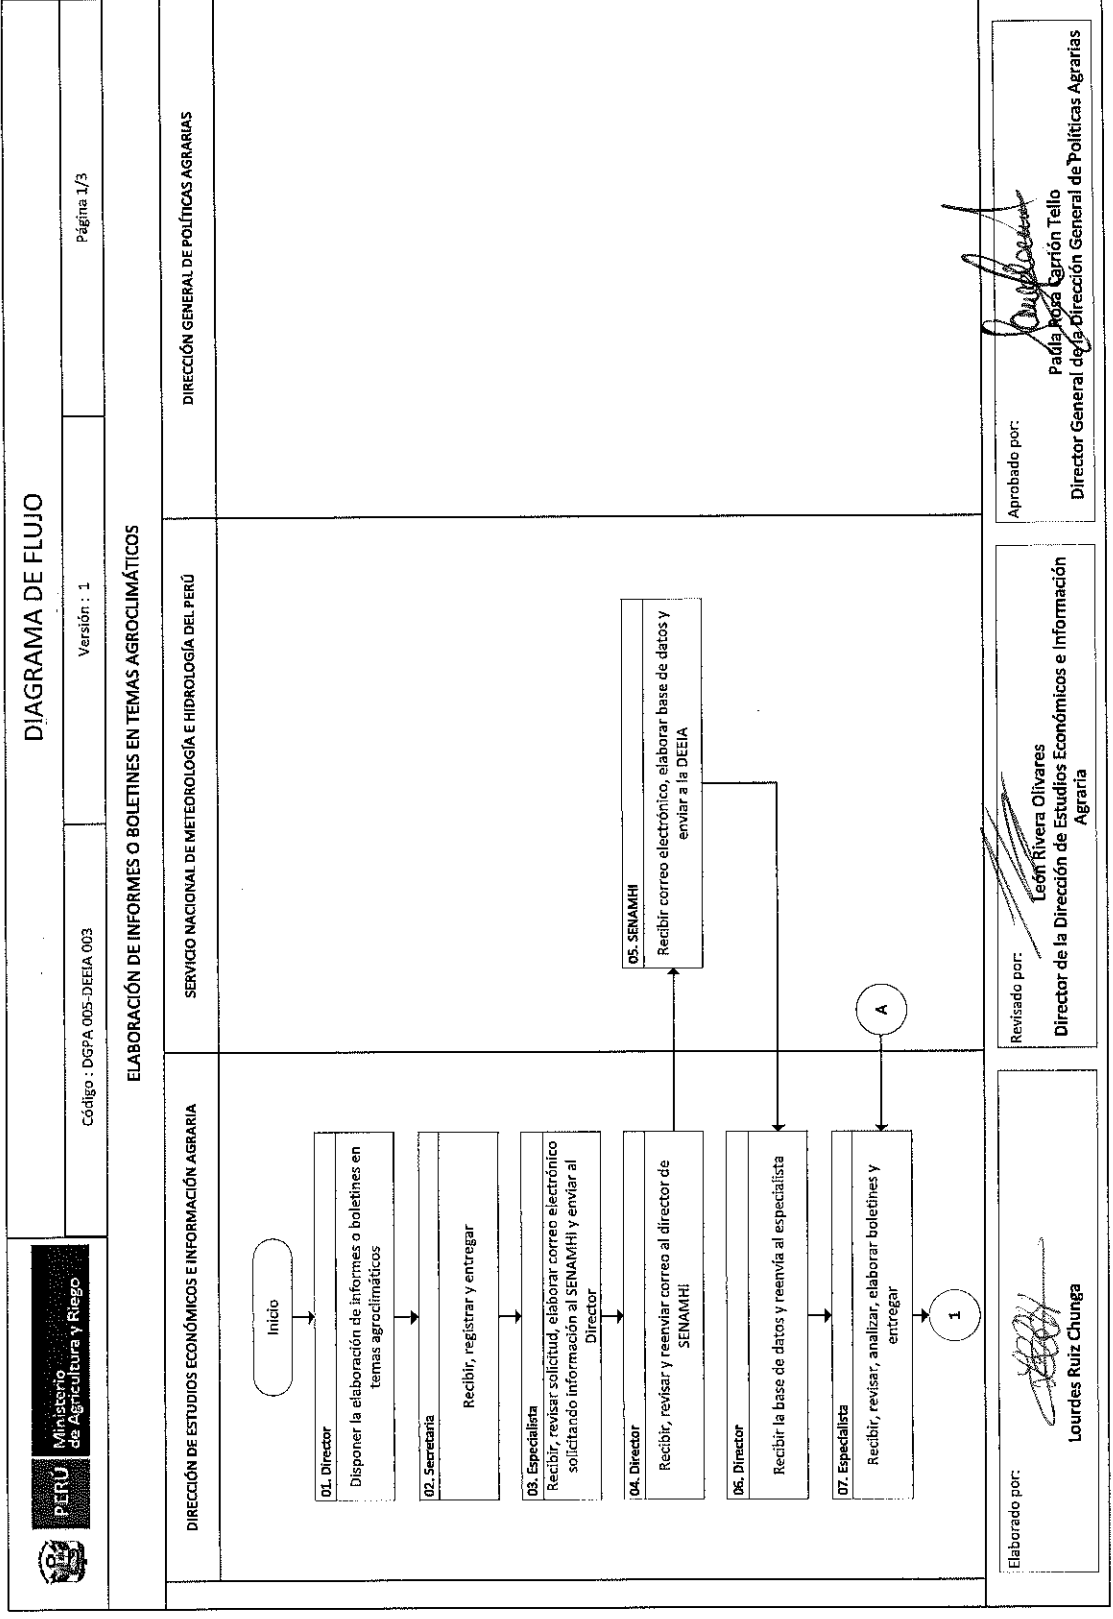 PERÚ
Ministerio
de Agricultura y Riego
DIAGRAMA DE FLUJO
Código : DGPA 005-DEEIA 003
Versión : 1
Página 1/3
ELABORACIÓN DE INFORMES O BOLETINES EN TEMAS AGROCLIMÁTICOS
DIRECCIÓN DE ESTUDIOS ECONÓMICOS E INFORMACIÓN AGRARIA
SERVICIO NACIONAL DE METEOROLOGÍA E HIDROLOGÍA DEL PERÚ
DIRECCIÓN GENERAL DE POLÍTICAS AGRARIAS
Inicio
01. Director
Disponer la elaboración de informes o boletines en
temas agroclimáticos
02. Secretaria
Recibir, registrar y entregar
03. Especialista
Recibir, revisar solicitud, elaborar correo electrónico
solicitando información al SENAMHI y enviar al
Director
04. Director
Recibir, revisar y reenviar correo al director de
SENAMHI
05. SENAMHI
Recibir correo electrónico, elaborar base de datos y
enviar a la DEEIA
06. Director
Recibir la base de datos y reenvía al especialista
A
07. Especialista
Recibir, revisar, analizar, elaborar boletines y
entregar
1
Elaborado por:
Lourdes Ruiz Chunga
Revisado por:
León Rivera Olivares
Director de la Dirección de Estudios Económicos e Información
Agraria
Aprobado por:
Paula Rosa Carrión Tello
Director General de la Dirección General de Políticas Agrarias